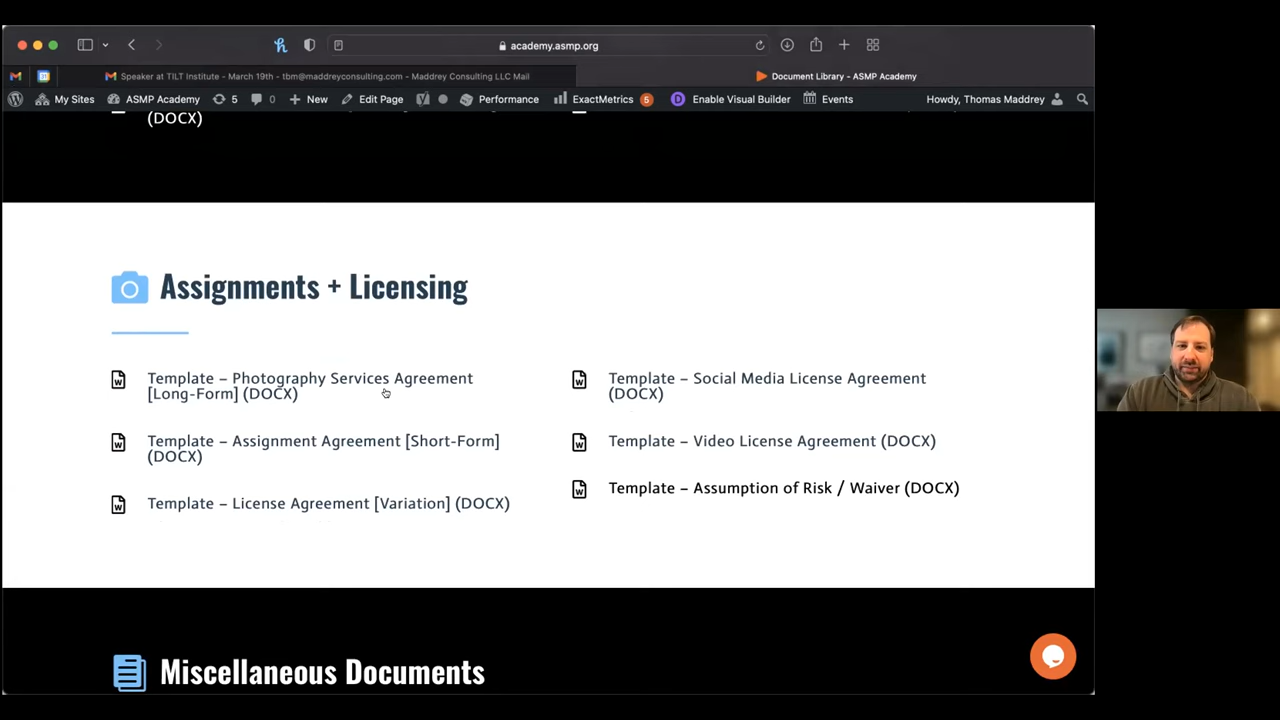 academy.asmp.org
Speaker at TILT Institute - March 19th - tbm@maddreyconsulting.com - Maddrey Consulting LLC Mail
Document Library - ASMP Academy
My Sites
ASMP Academy
5
0
New
Edit Page
Performance
ExactMetrics
5
Enable Visual Builder
Events
Howdy, Thomas Maddrey
(DOCX)
Assignments + Licensing
Template – Photography Services Agreement
[Long-Form] (DOCX)
Template – Assignment Agreement [Short-Form]
(DOCX)
Template – License Agreement [Variation] (DOCX)
Template – Social Media License Agreement
(DOCX)
Template – Video License Agreement (DOCX)
Template – Assumption of Risk / Waiver (DOCX)
Miscellaneous Documents